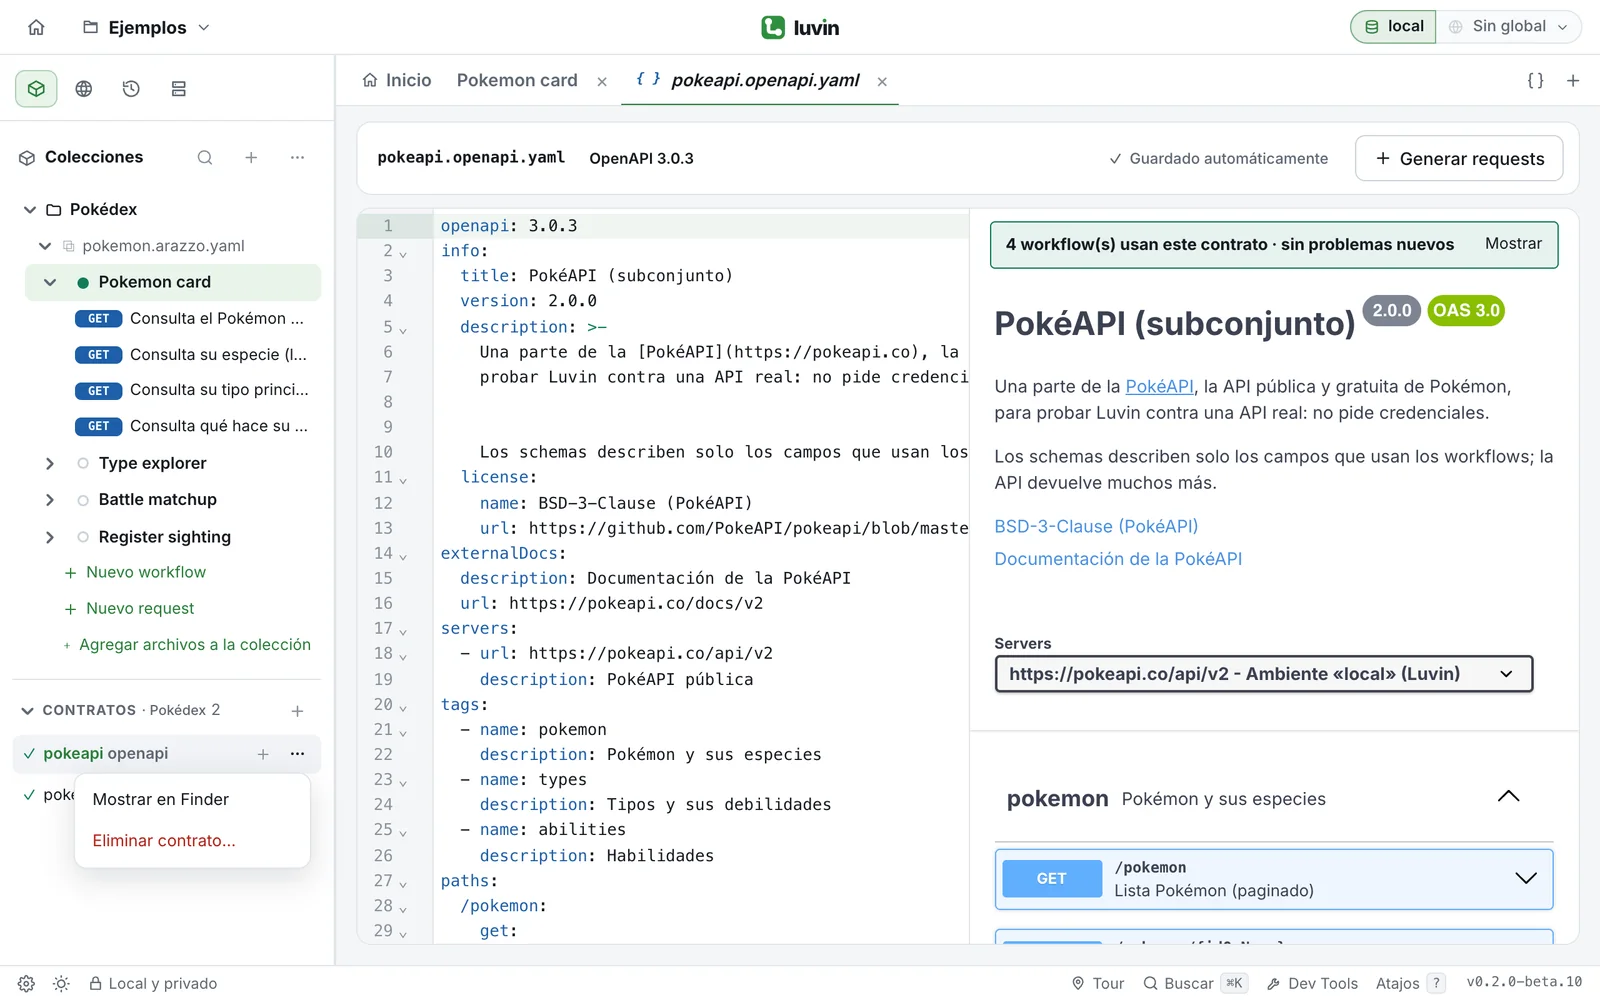 Ejemplos
luvin
local
Sin global
Inicio
Pokemon card
{ } pokeapi.openapi.yaml
{}
Colecciones
Pokédex
pokemon.arazzo.yaml
Pokemon card
GET Consulta el Pokémon ...
GET Consulta su especie (l...
GET Consulta su tipo princi...
GET Consulta qué hace su ...
Type explorer
Battle matchup
Register sighting
+ Nuevo workflow
+ Nuevo request
+ Agregar archivos a la colección
CONTRATOS · Pokédex 2
pokeapi openapi
poke
Mostrar en Finder
Eliminar contrato...
pokeapi.openapi.yaml
OpenAPI 3.0.3
Guardado automáticamente
+ Generar requests
1 openapi: 3.0.3
2 info:
3 title: PokéAPI (subconjunto)
4 version: 2.0.0
5 description: >-
6 Una parte de la [PokéAPI](https://pokeapi.co), la
7 probar Luvin contra una API real: no pide credenci
8
9
10 Los schemas describen solo los campos que usan los
11 license:
12 name: BSD-3-Clause (PokéAPI)
13 url: https://github.com/PokeAPI/pokeapi/blob/maste
14 externalDocs:
15 description: Documentación de la PokéAPI
16 url: https://pokeapi.co/docs/v2
17 servers:
18 - url: https://pokeapi.co/api/v2
19 description: PokéAPI pública
20 tags:
21 - name: pokemon
22 description: Pokémon y sus especies
23 - name: types
24 description: Tipos y sus debilidades
25 - name: abilities
26 description: Habilidades
27 paths:
28 /pokemon:
29 get:
4 workflow(s) usan este contrato · sin problemas nuevos
Mostrar
PokéAPI (subconjunto) 2.0.0 OAS 3.0
Una parte de la PokéAPI, la API pública y gratuita de Pokémon,
para probar Luvin contra una API real: no pide credenciales.
Los schemas describen solo los campos que usan los workflows; la
API devuelve muchos más.
BSD-3-Clause (PokéAPI)
Documentación de la PokéAPI
Servers
https://pokeapi.co/api/v2 - Ambiente «local» (Luvin)
pokemon Pokémon y sus especies
GET
/pokemon
Lista Pokémon (paginado)
Local y privado
Tour
Buscar ⌘K
Dev Tools
Atajos ?
v0.2.0-beta.10